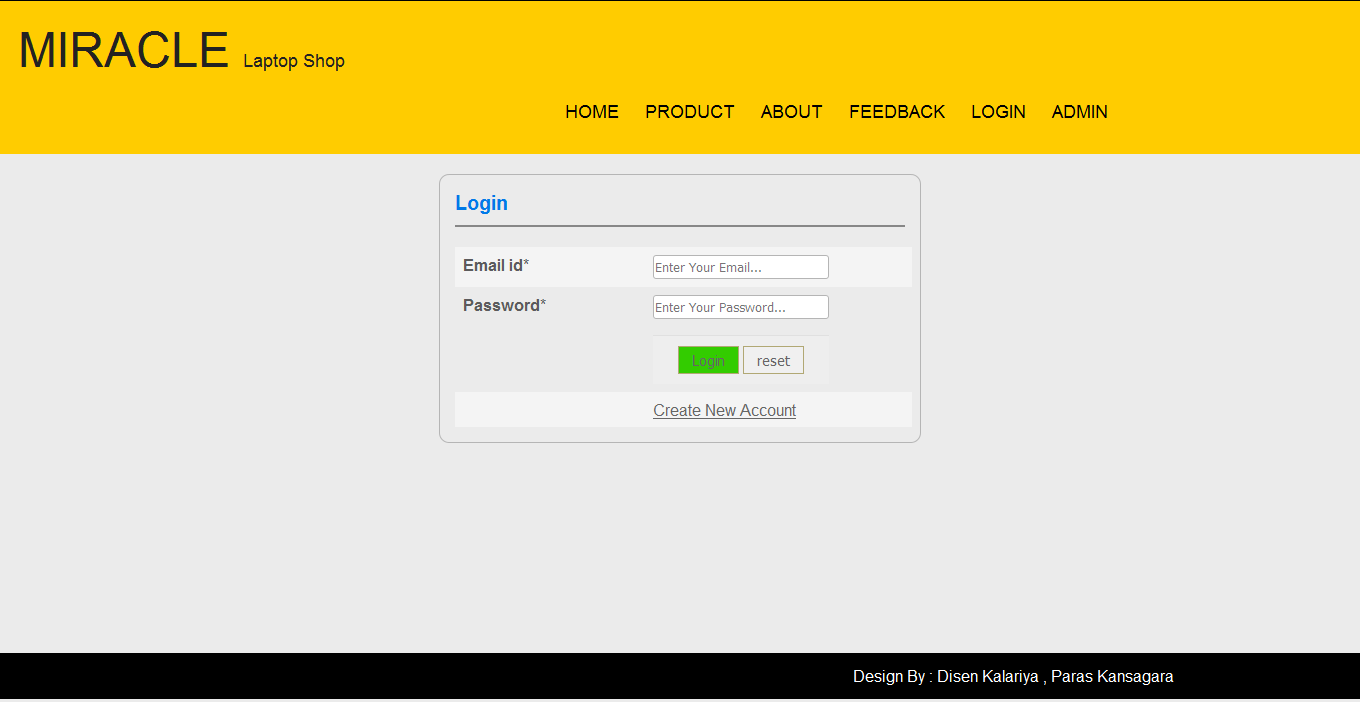 MIRACLE Laptop Shop
HOME PRODUCT ABOUT FEEDBACK LOGIN ADMIN
Login
Email id* Enter Your Email...
Password* Enter Your Password...
Login reset
Create New Account
Design By : Disen Kalariya , Paras Kansagara